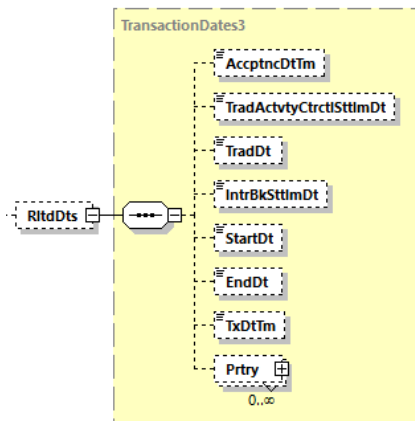 TransactionDates3
AccptncDtTm
TradActvtyCtrctlSttlmDt
TradDt
IntrBkSttlmDt
RltdDts
StartDt
EndDt
TxDtTm
Prtry
0..∞